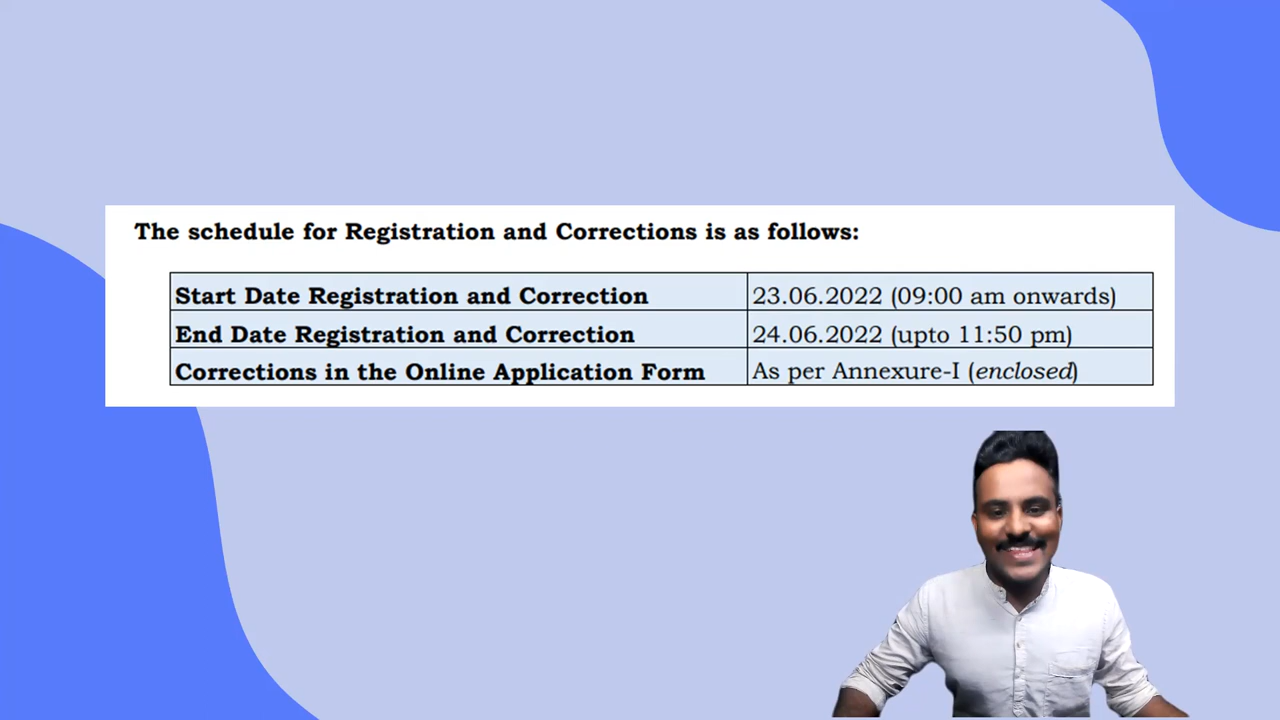 The schedule for Registration and Corrections is as follows:
Start Date Registration and Correction 23.06.2022 (09:00 am onwards)
End Date Registration and Correction 24.06.2022 (upto 11:50 pm)
Corrections in the Online Application Form As per Annexure-I (enclosed)